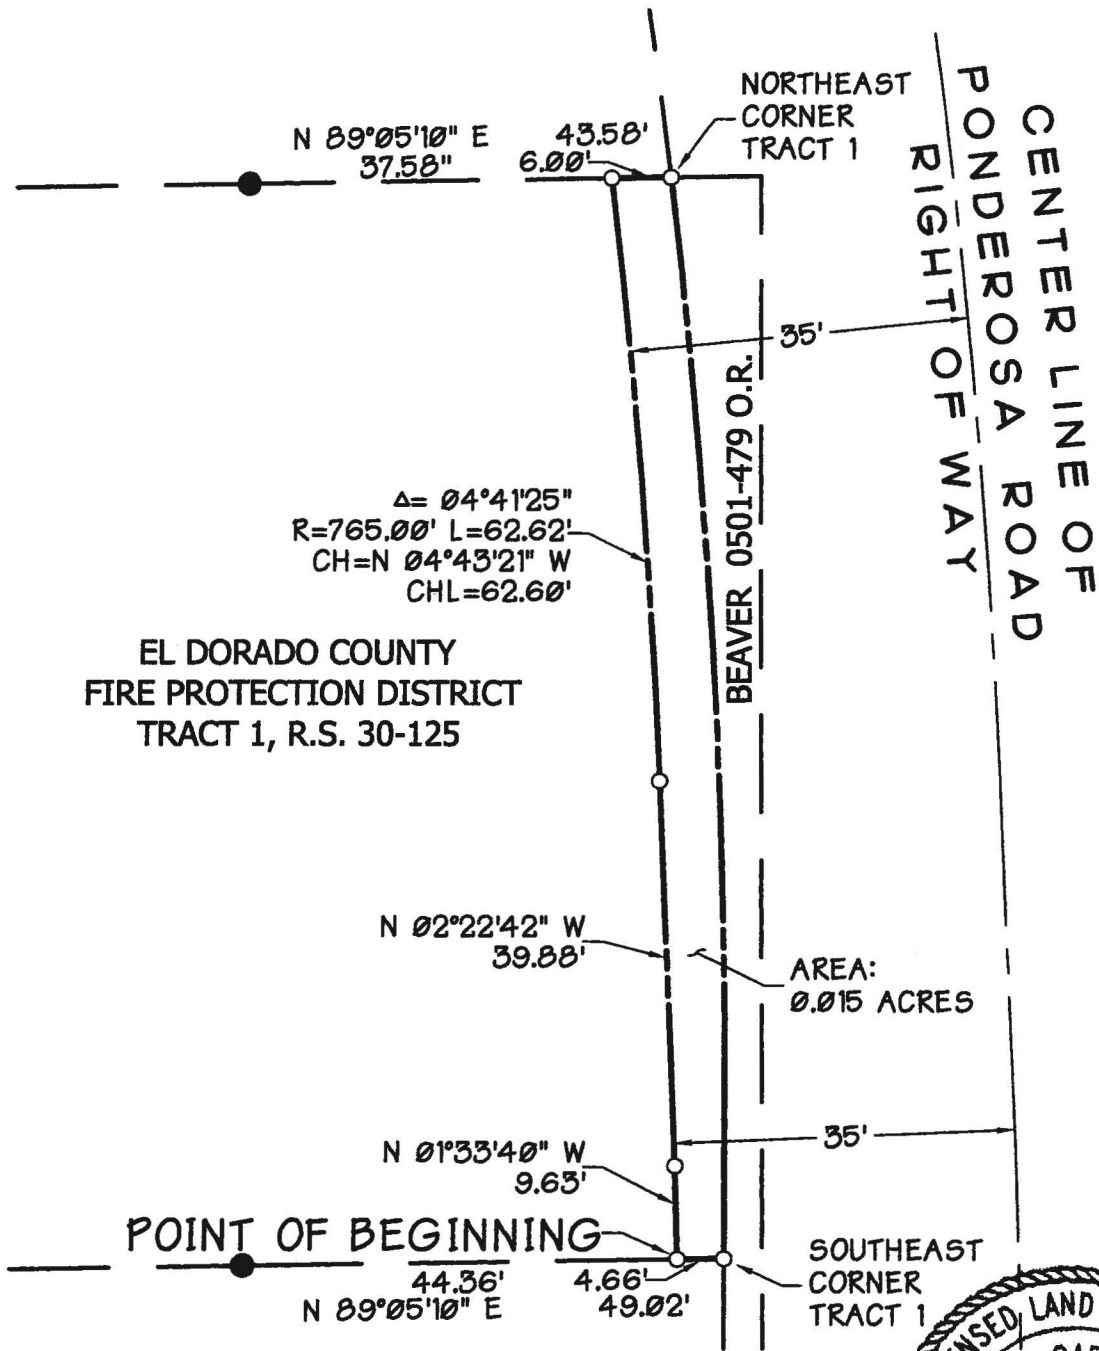 NORTHEAST
CORNER
TRACT 1
N 89°05'10" E
37.58"
43.58'
6.00'
CENTER LINE OF
PONDEROSA ROAD
RIGHT OF WAY
35'
BEAVER 0501-479 O.R.
Δ= 04°41'25"
R=765.00' L=62.62'
CH=N 04°43'21" W
CHL=62.60'
EL DORADO COUNTY
FIRE PROTECTION DISTRICT
TRACT 1, R.S. 30-125
N 02°22'42" W
39.88'
AREA:
0.015 ACRES
35'
N 01°33'40" W
9.63'
POINT OF BEGINNING
44.36'
N 89°05'10" E
4.66'
49.02'
SOUTHEAST
CORNER
TRACT 1
LAND